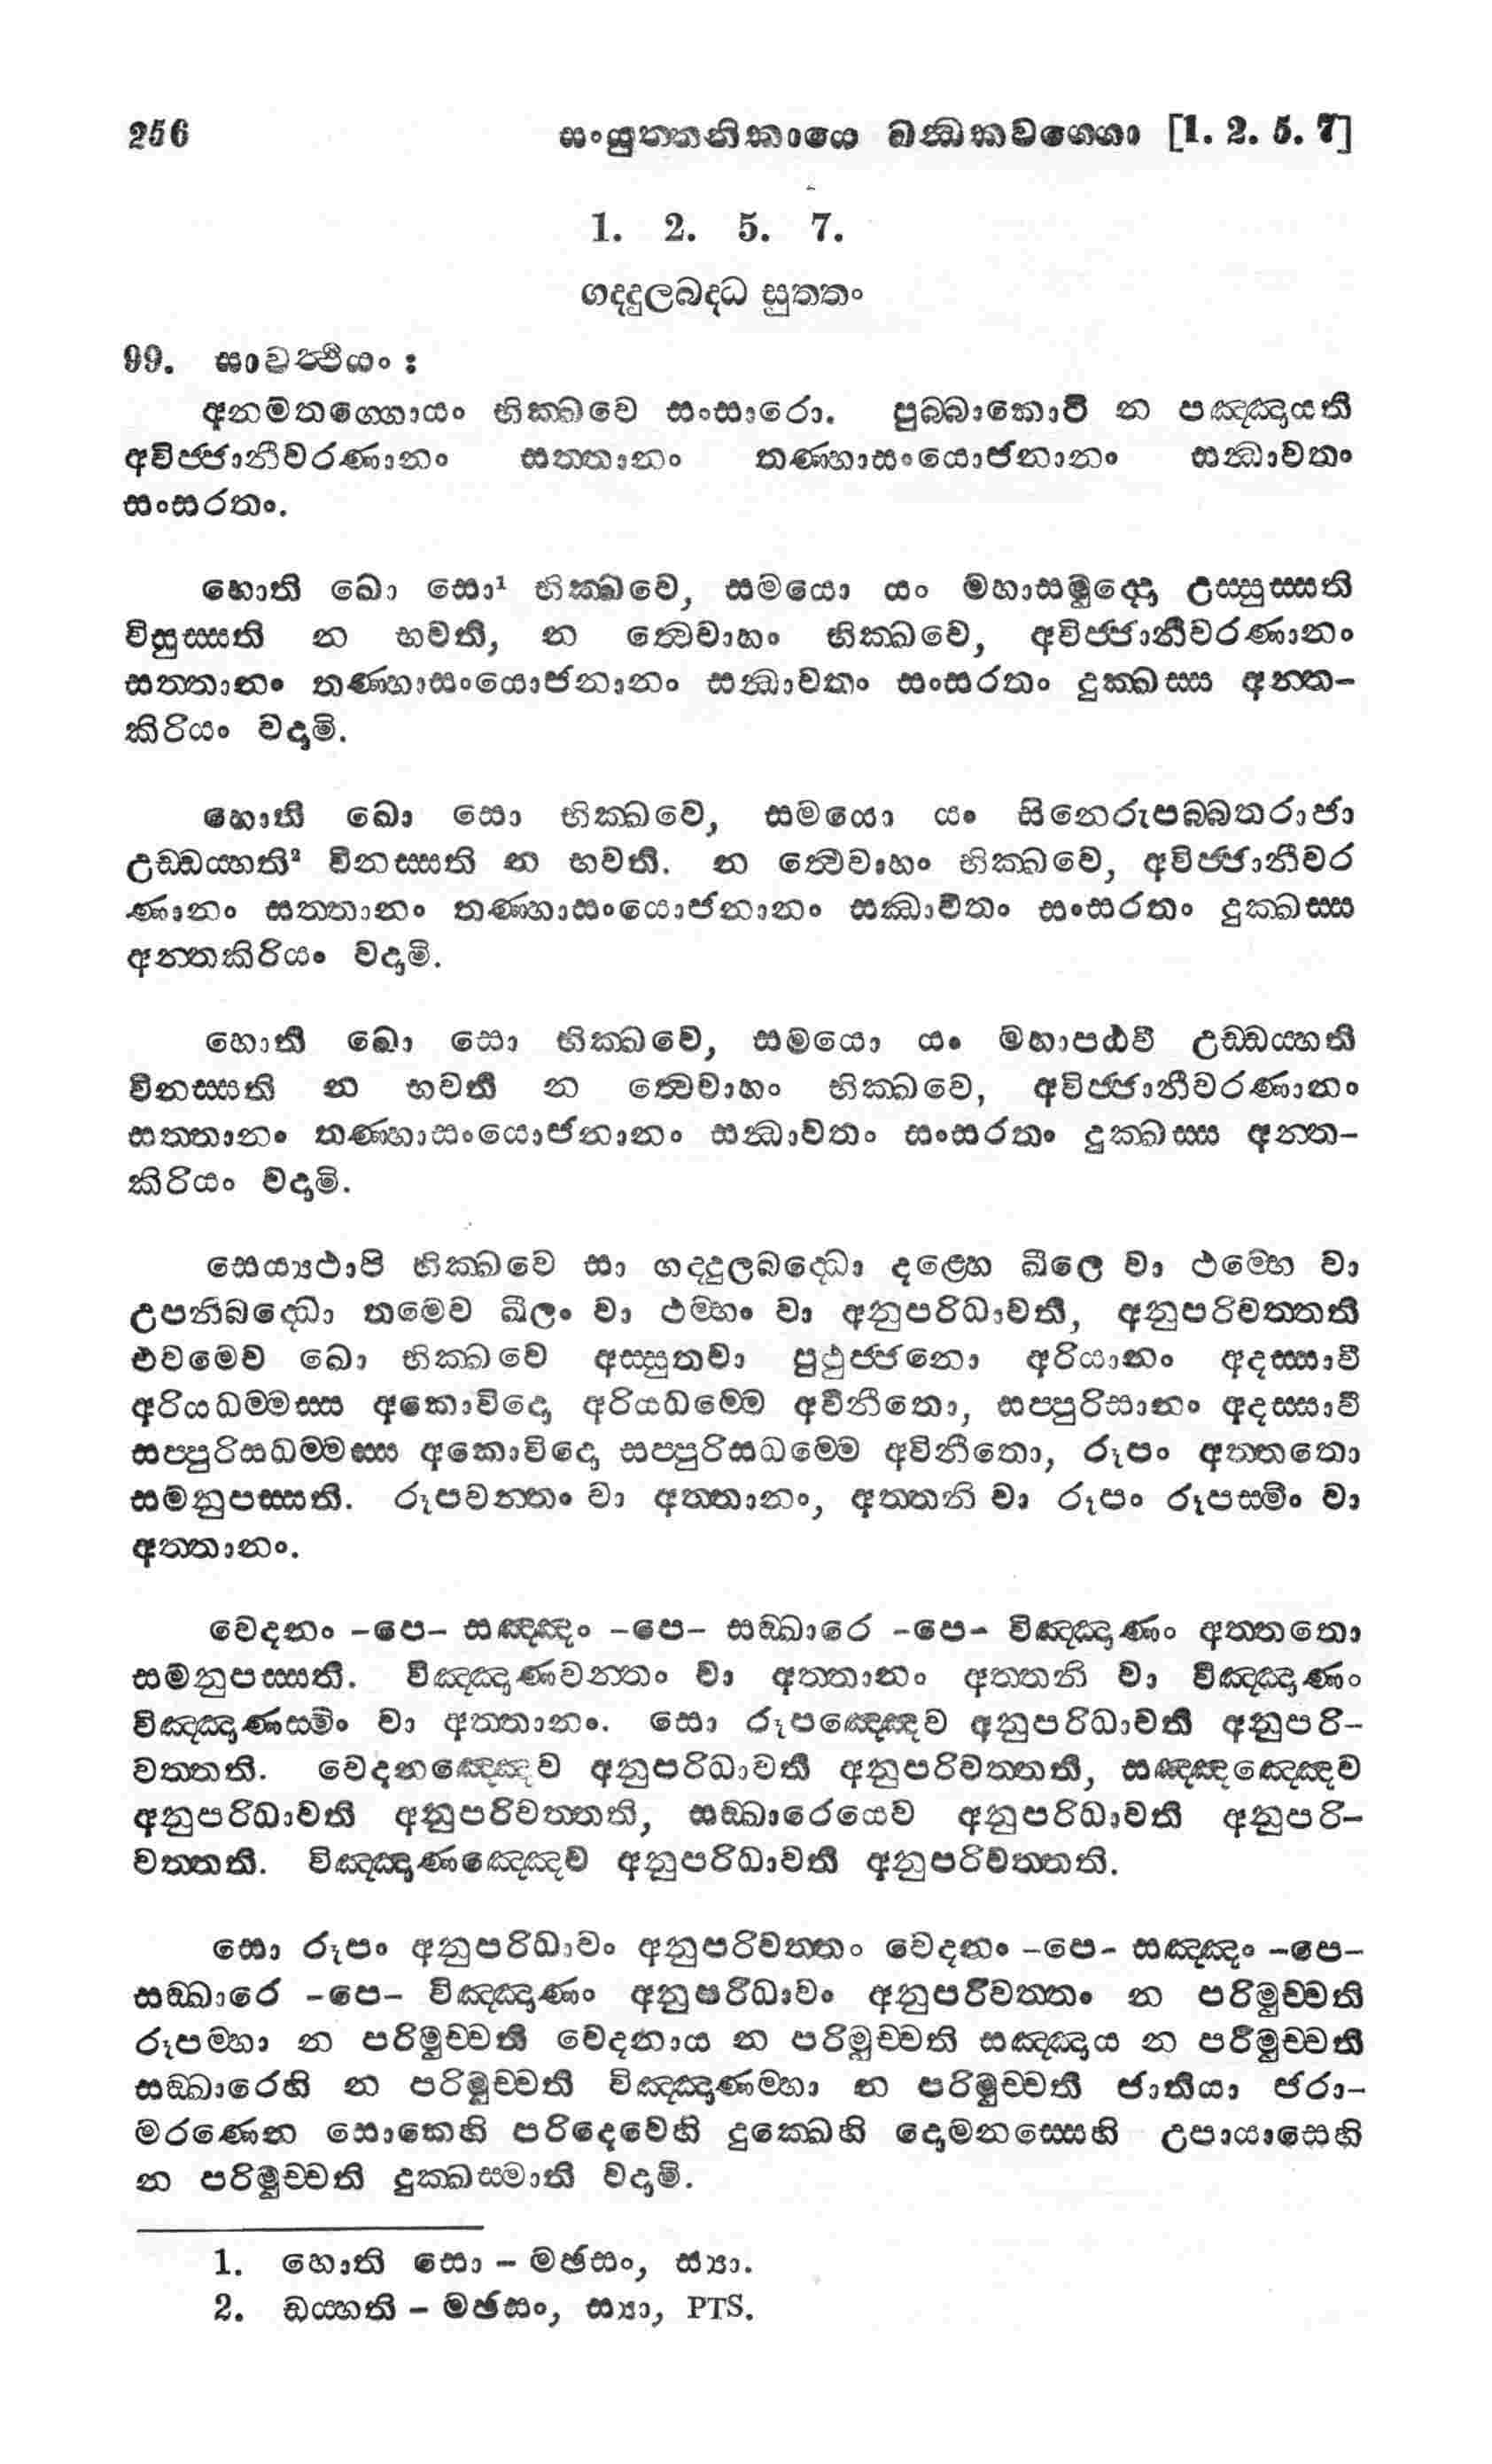 256 සංයුත්තනිකායෙ ඛන්ධකවග්ගො [1. 2. 5. 7]
1. 2. 5. 7.
ගද්දුලබද්ධ සුත්තං
99. සාවත්ථියං :
අනමතග්ගොයං භික්ඛවෙ සංසාරො. පුබ්බාකොටි න පඤ්ඤායති
අවිජ්ජානීවරණානං සත්තානං තණ්හාසංයොජනානං සන්ධාවතං
සංසරතං.
හොති ඛො සො¹ භික්ඛවෙ, සමයො යං මහාසමුද්දො උස්සුස්සති
විසුස්සති න භවති, න ත්වෙවාහං භික්ඛවෙ, අවිජ්ජානීවරණානං
සත්තානං තණ්හාසංයොජනානං සන්ධාවතං සංසරතං දුක්ඛස්ස අන්ත-
කිරියං වදාමි.
හොති ඛො සො භික්ඛවෙ, සමයො යං සිනෙරුපබ්බතරාජා
උඩ්ඩය්හති² විනස්සති න භවති. න ත්වෙවාහං භික්ඛවෙ, අවිජ්ජානීවර
ණානං සත්තානං තණ්හාසංයොජනානං සන්ධාවතං සංසරතං දුක්ඛස්ස
අන්තකිරියං වදාමි.
හොති ඛො සො භික්ඛවෙ, සමයො යං මහාපඨවී උඩ්ඩය්හති
විනස්සති න භවති න ත්වෙවාහං භික්ඛවෙ, අවිජ්ජානීවරණානං
සත්තානං තණ්හාසංයොජනානං සන්ධාවතං සංසරතං දුක්ඛස්ස අන්ත-
කිරියං වදාමි.
සෙය්‍යථාපි භික්ඛවෙ සා ගද්දුලබද්ධො දළ්හෙ ඛීලෙ වා ථම්භෙ වා
උපනිබද්ධො තමෙව ඛීලං වා ථම්භං වා අනුපරිධාවති, අනුපරිවත්තති
එවමෙව ඛො භික්ඛවෙ අස්සුතවා පුථුජ්ජනො අරියානං අදස්සාවී
අරියධම්මස්ස අකොවිදො අරියධම්මෙ අවිනීතො, සප්පුරිසානං අදස්සාවී
සප්පුරිසධම්මස්ස අකොවිදො සප්පුරිසධම්මෙ අවිනීතො, රූපං අත්තතො
සමනුපස්සති. රූපවන්තං වා අත්තානං, අත්තනි වා රූපං රූපස්මිං වා
අත්තානං.
වෙදනං -පෙ- සඤ්ඤං -පෙ- සඞ්ඛාරෙ -පෙ- විඤ්ඤාණං අත්තතො
සමනුපස්සති. විඤ්ඤාණවන්තං වා අත්තානං අත්තනි වා විඤ්ඤාණං
විඤ්ඤාණස්මිං වා අත්තානං. සො රූපඤ්ඤෙව අනුපරිධාවති අනුපරි-
වත්තති. වෙදනඤ්ඤෙව අනුපරිධාවති අනුපරිවත්තති, සඤ්ඤඤ්ඤෙව
අනුපරිධාවති අනුපරිවත්තති, සඞ්ඛාරෙයෙව අනුපරිධාවති අනුපරි-
වත්තති. විඤ්ඤාණඤ්ඤෙව අනුපරිධාවති අනුපරිවත්තති.
සො රූපං අනුපරිධාවං අනුපරිවත්තං වෙදනං -පෙ- සඤ්ඤං -පෙ-
සඞ්ඛාරෙ -පෙ- විඤ්ඤාණං අනුපරිධාවං අනුපරිවත්තං න පරිමුච්චති
රූපම්හා න පරිමුච්චති වෙදනාය න පරිමුච්චති සඤ්ඤාය න පරිමුච්චති
සඞ්ඛාරෙහි න පරිමුච්චති විඤ්ඤාණම්හා න පරිමුච්චති ජාතියා ජරා-
මරණෙන සොකෙහි පරිදෙවෙහි දුක්ඛෙහි දොමනස්සෙහි උපායාසෙහි
න පරිමුච්චති දුක්ඛස්මාති වදාමි.
1. හොති සො - මඡසං, ස්‍යා.
2. ඩය්හති - මඡසං, ස්‍යා, PTS.